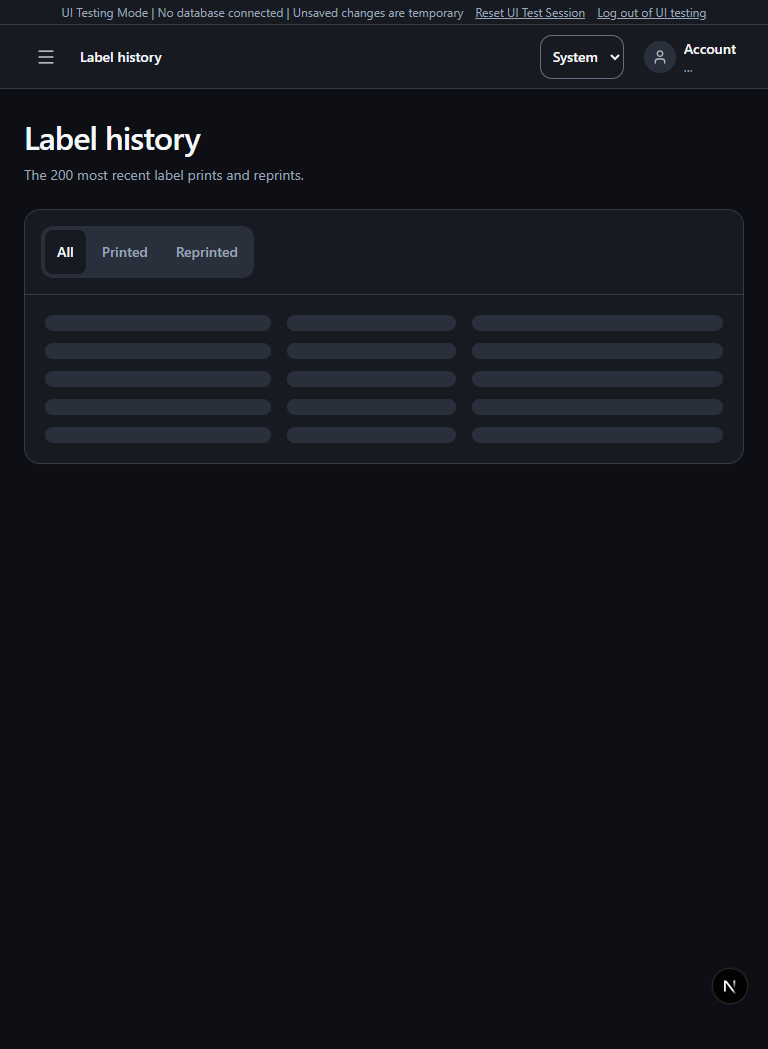 UI Testing Mode | No database connected | Unsaved changes are temporary Reset UI Test Session Log out of UI testing
Label history
System
Account
...
Label history
The 200 most recent label prints and reprints.
All Printed Reprinted
N